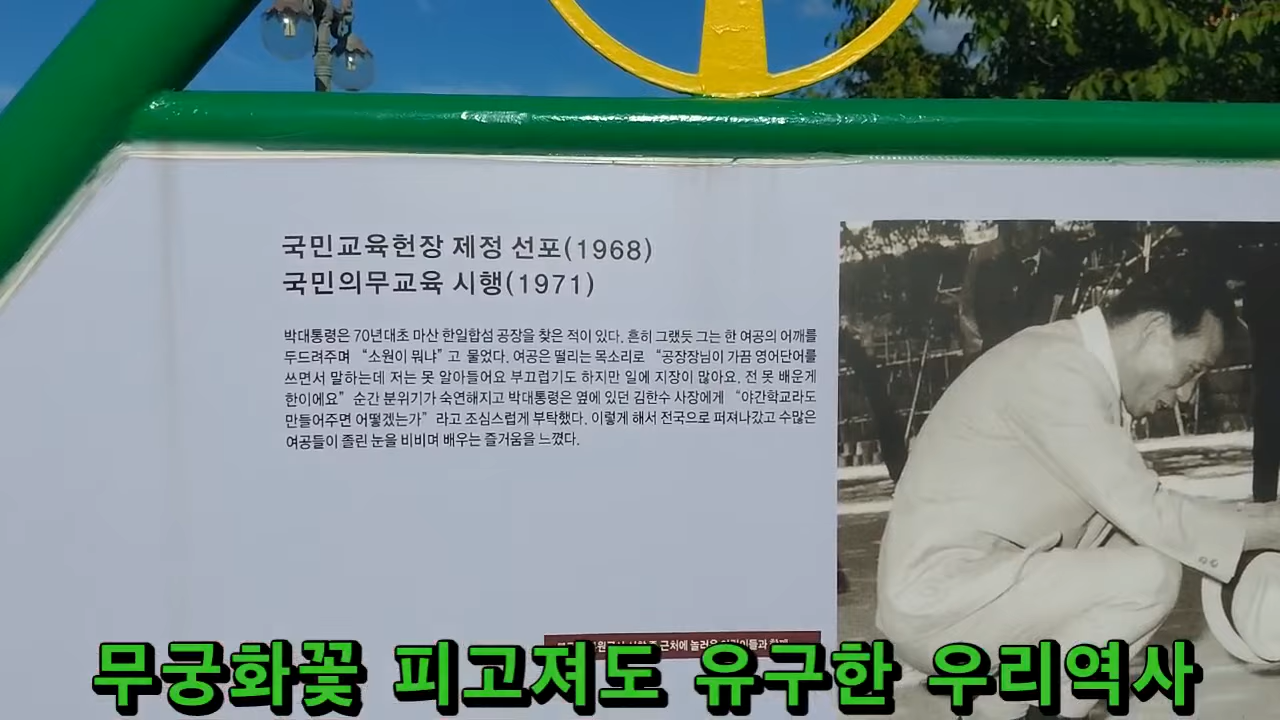 국민교육헌장 제정 선포(1968)
국민의무교육 시행(1971)
박대통령은 70년대초 마산 한일합섬 공장을 찾은 적이 있다. 흔히 그랬듯 그는 한 여공의 어깨를
두드려주며 “소원이 뭐냐”고 물었다. 여공은 떨리는 목소리로 “공장장님이 가끔 영어단어를
쓰면서 말하는데 저는 못 알아들어요 부끄럽기도 하지만 일에 지장이 많아요. 전 못 배운게
한이에요” 순간 분위기가 숙연해지고 박대통령은 옆에 있던 김한수 사장에게 “야간학교라도
만들어주면 어떻겠는가” 라고 조심스럽게 부탁했다. 이렇게 해서 전국으로 퍼져나갔고 수많은
여공들이 졸린 눈을 비비며 배우는 즐거움을 느꼈다.
근처에 놀러온
무궁화꽃 피고져도 유구한 우리역사